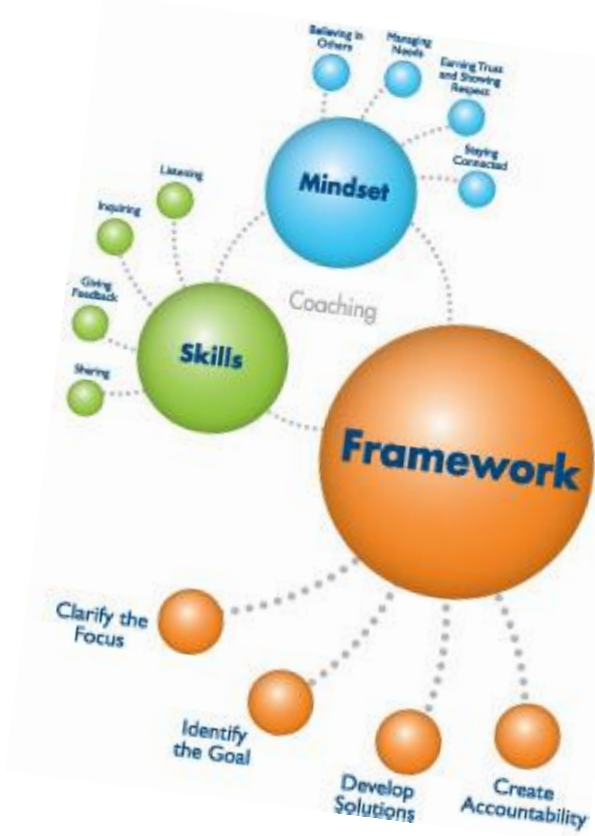 Believing in
Others
Managing
Needs
Earning Trust
and Showing
Respect
Staying
Connected
Mindset
Listening
Inquiring
Giving
Feedback
Sharing
Skills
Coaching
Framework
Clarify the
Focus
Identify
the Goal
Develop
Solutions
Create
Accountability